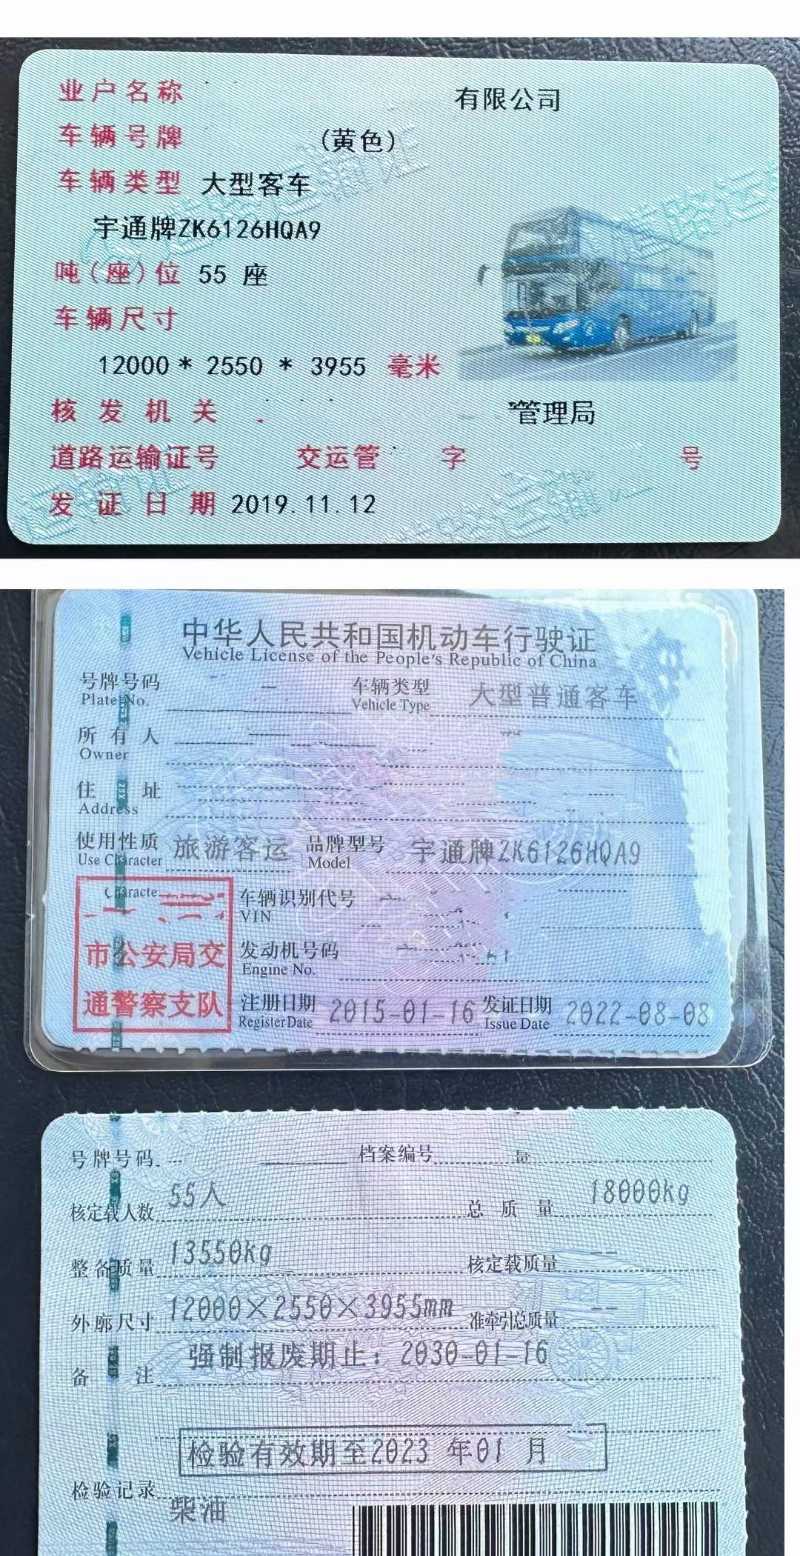 业户名称 有限公司
车辆号牌 (黄色)
车辆类型 大型客车
宇通牌ZK6126HQA9
吨(座)位 55 座
车辆尺寸
12000 * 2550 * 3955 毫米
核发机关 管理局
道路运输证号 交运管 字 号
发证日期 2019.11.12
中华人民共和国机动车行驶证
Vehicle License of the People's Republic of China
号牌号码 车辆类型 大型普通客车
Plate No. Vehicle Type
所有人
Owner
住址
Address
使用性质 旅游客运 品牌型号 宇通牌ZK6126HQA9
Use Character Model
车辆识别代号
VIN
市公安局交
通警察支队
发动机号码
Engine No.
注册日期 2015-01-16 发证日期 2022-08-08
Register Date Issue Date
号牌号码 档案编号
核定载人数 55人 总质量 18000kg
整备质量 13550kg 核定载质量 --
外廓尺寸 12000×2550×3955mm 准牵引总质量 --
备注 强制报废期止：2030-01-16
检验有效期至2023 年01 月
检验记录
柴油